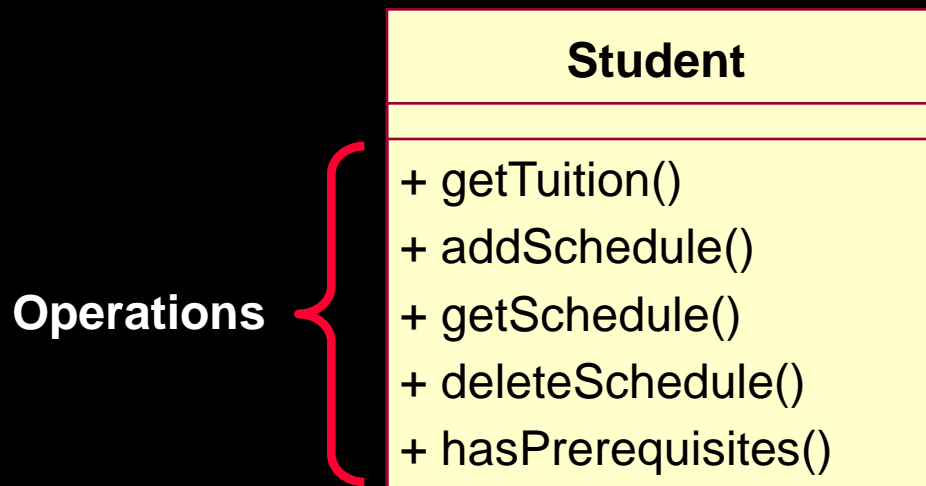 Student
+ getTuition()
+ addSchedule()
Operations
+ getSchedule()
+ deleteSchedule()
+ hasPrerequisites()